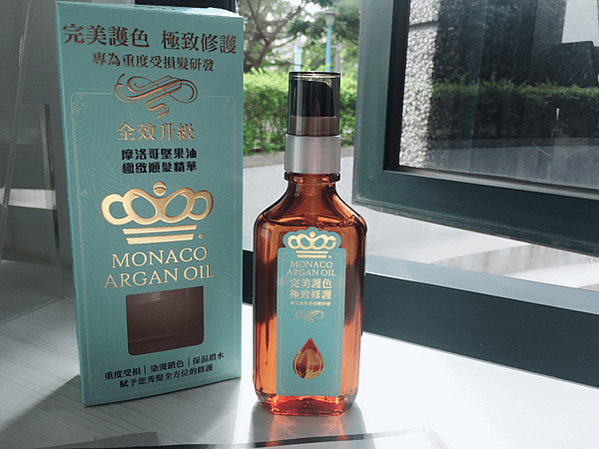 完美護色 極致修護
專為重度受損髮研發
全效升級
摩洛哥堅果油
極緻順髮精華
MONACO
ARGAN OIL
重度受損|染燙鎖色|保濕鎖水
賦予您秀髮全方位的修護
MONACO
ARGAN OIL
完美護色
極致修護